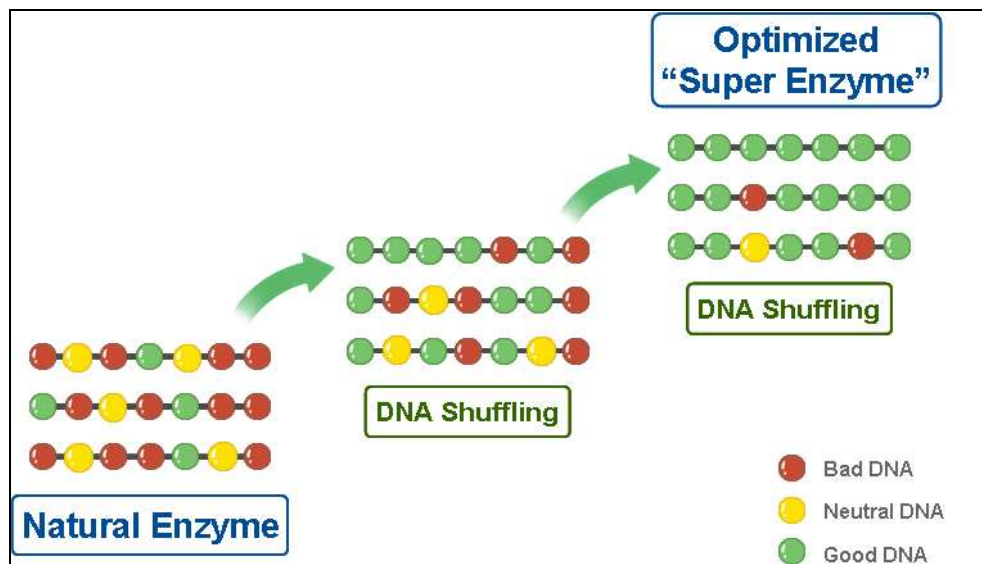 Optimized
“Super Enzyme”
DNA Shuffling
DNA Shuffling
Natural Enzyme
Bad DNA
Neutral DNA
Good DNA